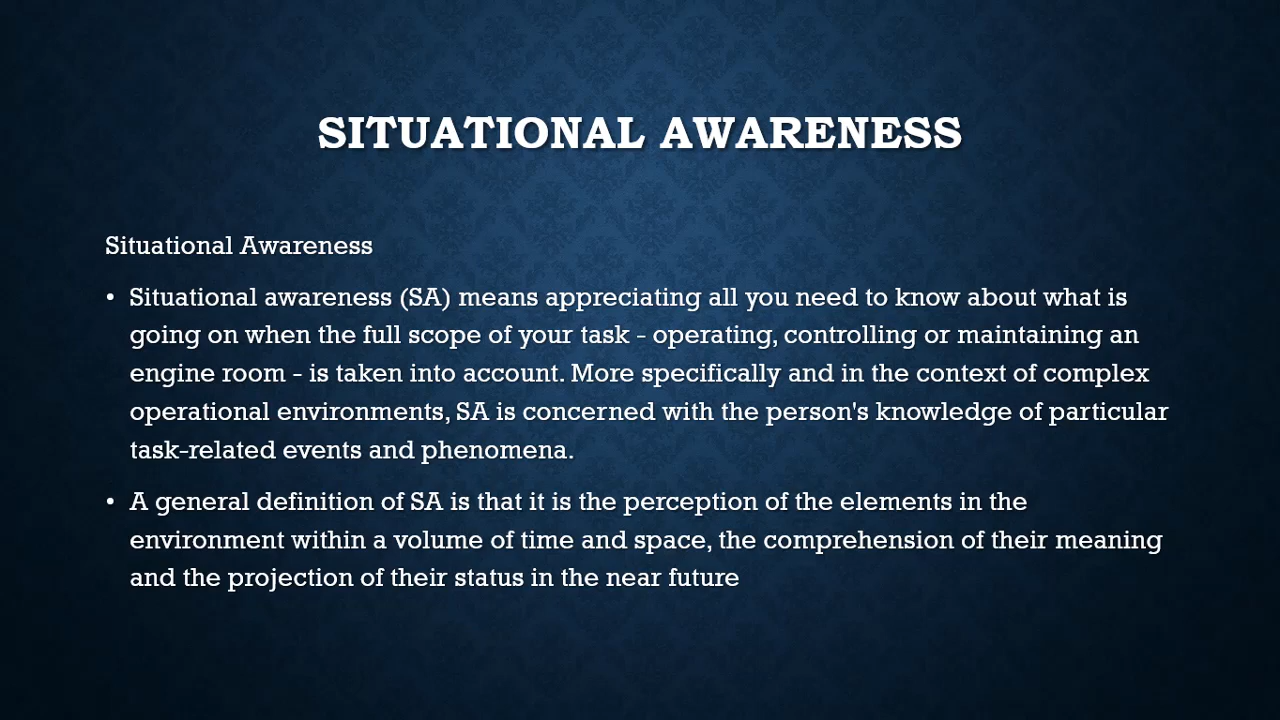 SITUATIONAL AWARENESS
Situational Awareness
• Situational awareness (SA) means appreciating all you need to know about what is
going on when the full scope of your task - operating, controlling or maintaining an
engine room - is taken into account. More specifically and in the context of complex
operational environments, SA is concerned with the person's knowledge of particular
task-related events and phenomena.
• A general definition of SA is that it is the perception of the elements in the
environment within a volume of time and space, the comprehension of their meaning
and the projection of their status in the near future